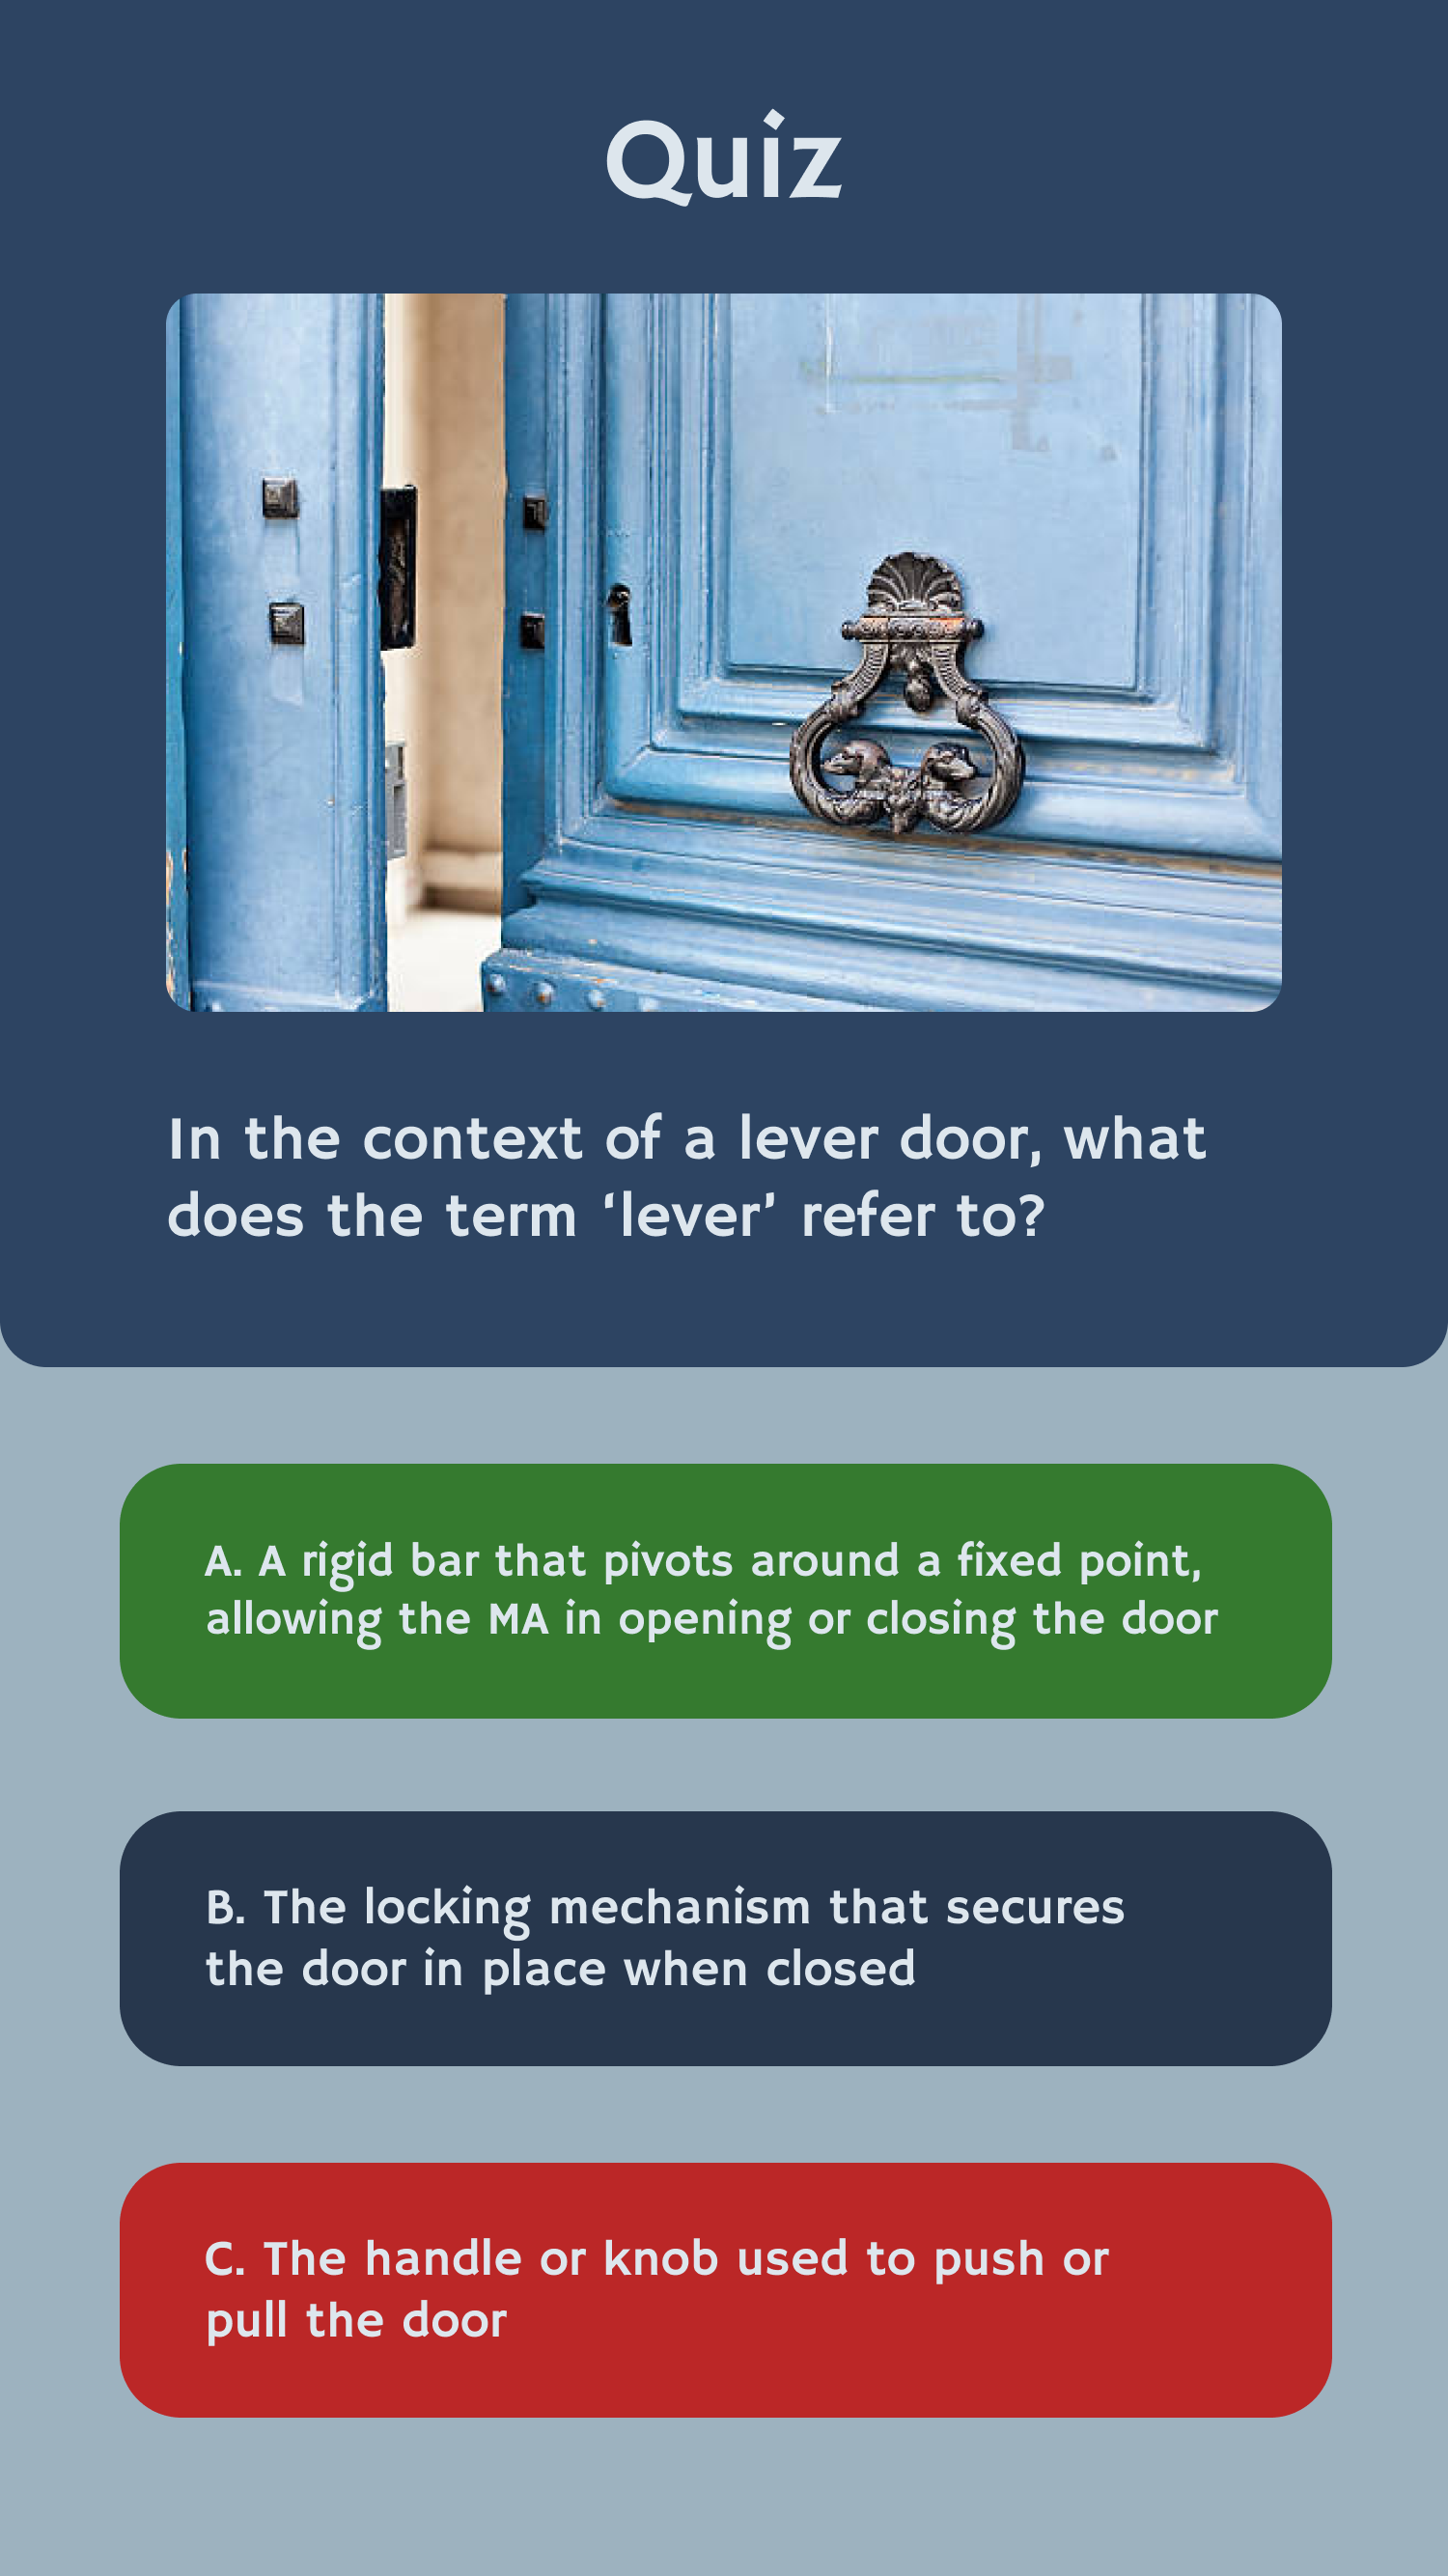 Quiz
In the context of a lever door, what
does the term ‘lever’ refer to?
A. A rigid bar that pivots around a fixed point,
allowing the MA in opening or closing the door
B. The locking mechanism that secures
the door in place when closed
C. The handle or knob used to push or
pull the door